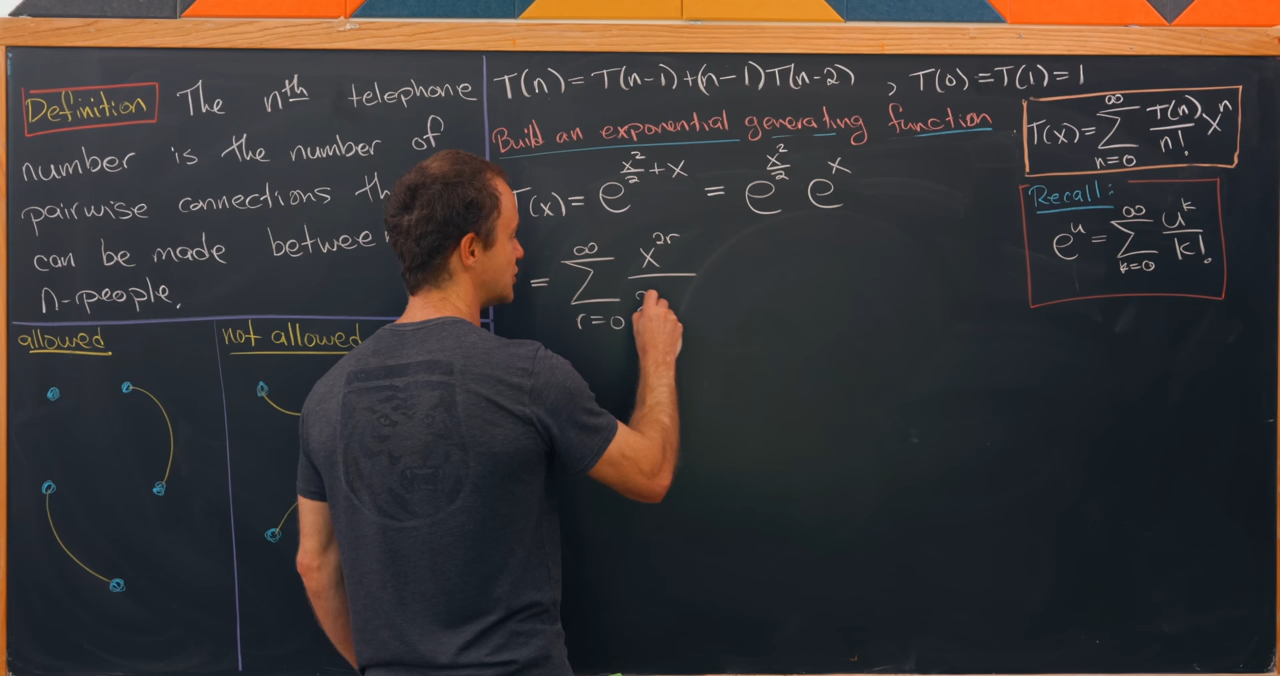 Definition The nth telephone
number is the number of
pairwise connections
can be made between
n-people.
allowed
not allowed
T(n) = T(n-1)+(n-1)T(n-2) , T(0)=T(1)=1
Build an exponential generating function
T(x) = e^{x²/2 + x} = e^{x²/2} e^x
= ∑_{r=0}^{∞} x^{2r}
T(x) = ∑_{n=0}^{∞} T(n)/n! x^n
Recall:
e^u = ∑_{k=0}^{∞} u^k/k!